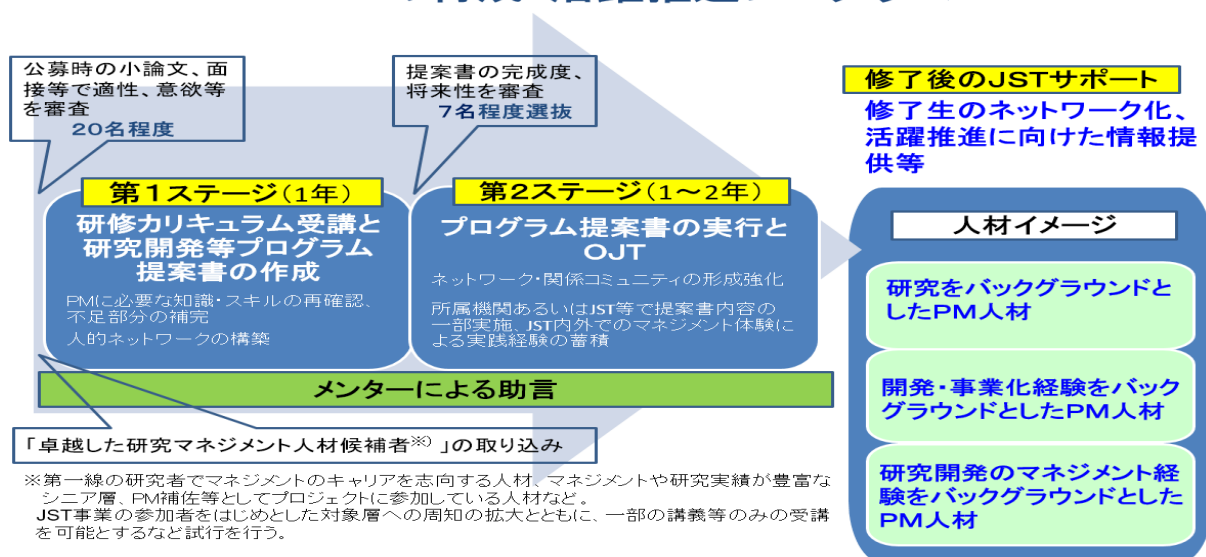 公募時の小論文、面
接等で適性、意欲等
を審査
20名程度
提案書の完成度、
将来性を審査
7名程度選抜
修了後のJSTサポート
修了生のネットワーク化、
活躍推進に向けた情報提
供等
第1ステージ(1年)
研修カリキュラム受講と
研究開発等プログラム
提案書の作成
PMに必要な知識・スキルの再確認、
不足部分の補完
人的ネットワークの構築
第2ステージ(1~2年)
プログラム提案書の実行と
OJT
ネットワーク・関係コミュニティの形成強化
所属機関あるいはJST等で提案書内容の
一部実施、JST内外でのマネジメント体験に
よる実践経験の蓄積
人材イメージ
研究をバックグラウンドと
したPM人材
開発・事業化経験をバック
グラウンドとしたPM人材
研究開発のマネジメント経
験をバックグラウンドとした
PM人材
メンターによる助言
「卓越した研究マネジメント人材候補者※)」の取り込み
※第一線の研究者でマネジメントのキャリアを志向する人材、マネジメントや研究実績が豊富な
シニア層、PM補佐等としてプロジェクトに参加している人材など。
JST事業の参加者をはじめとした対象層への周知の拡大とともに、一部の講義等のみの受講
を可能とするなど試行を行う。